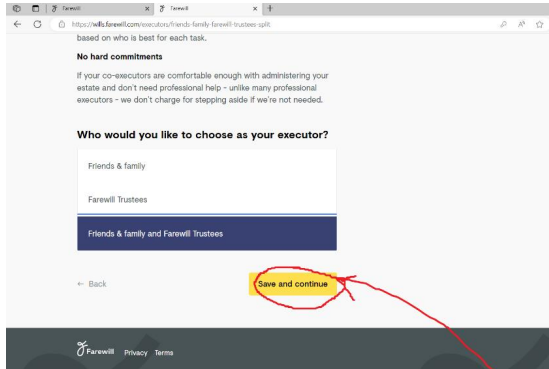 Farewill
Farewill
https://wills.farewill.com/executors/friends-family-farewill-trustees-split
based on who is best for each task.
No hard commitments
If your co-executors are comfortable enough with administering your
estate and don't need professional help - unlike many professional
executors - we don't charge for stepping aside if we're not needed.
Who would you like to choose as your executor?
Friends & family
Farewill Trustees
Friends & family and Farewill Trustees
← Back
Save and continue
Farewill Privacy Terms